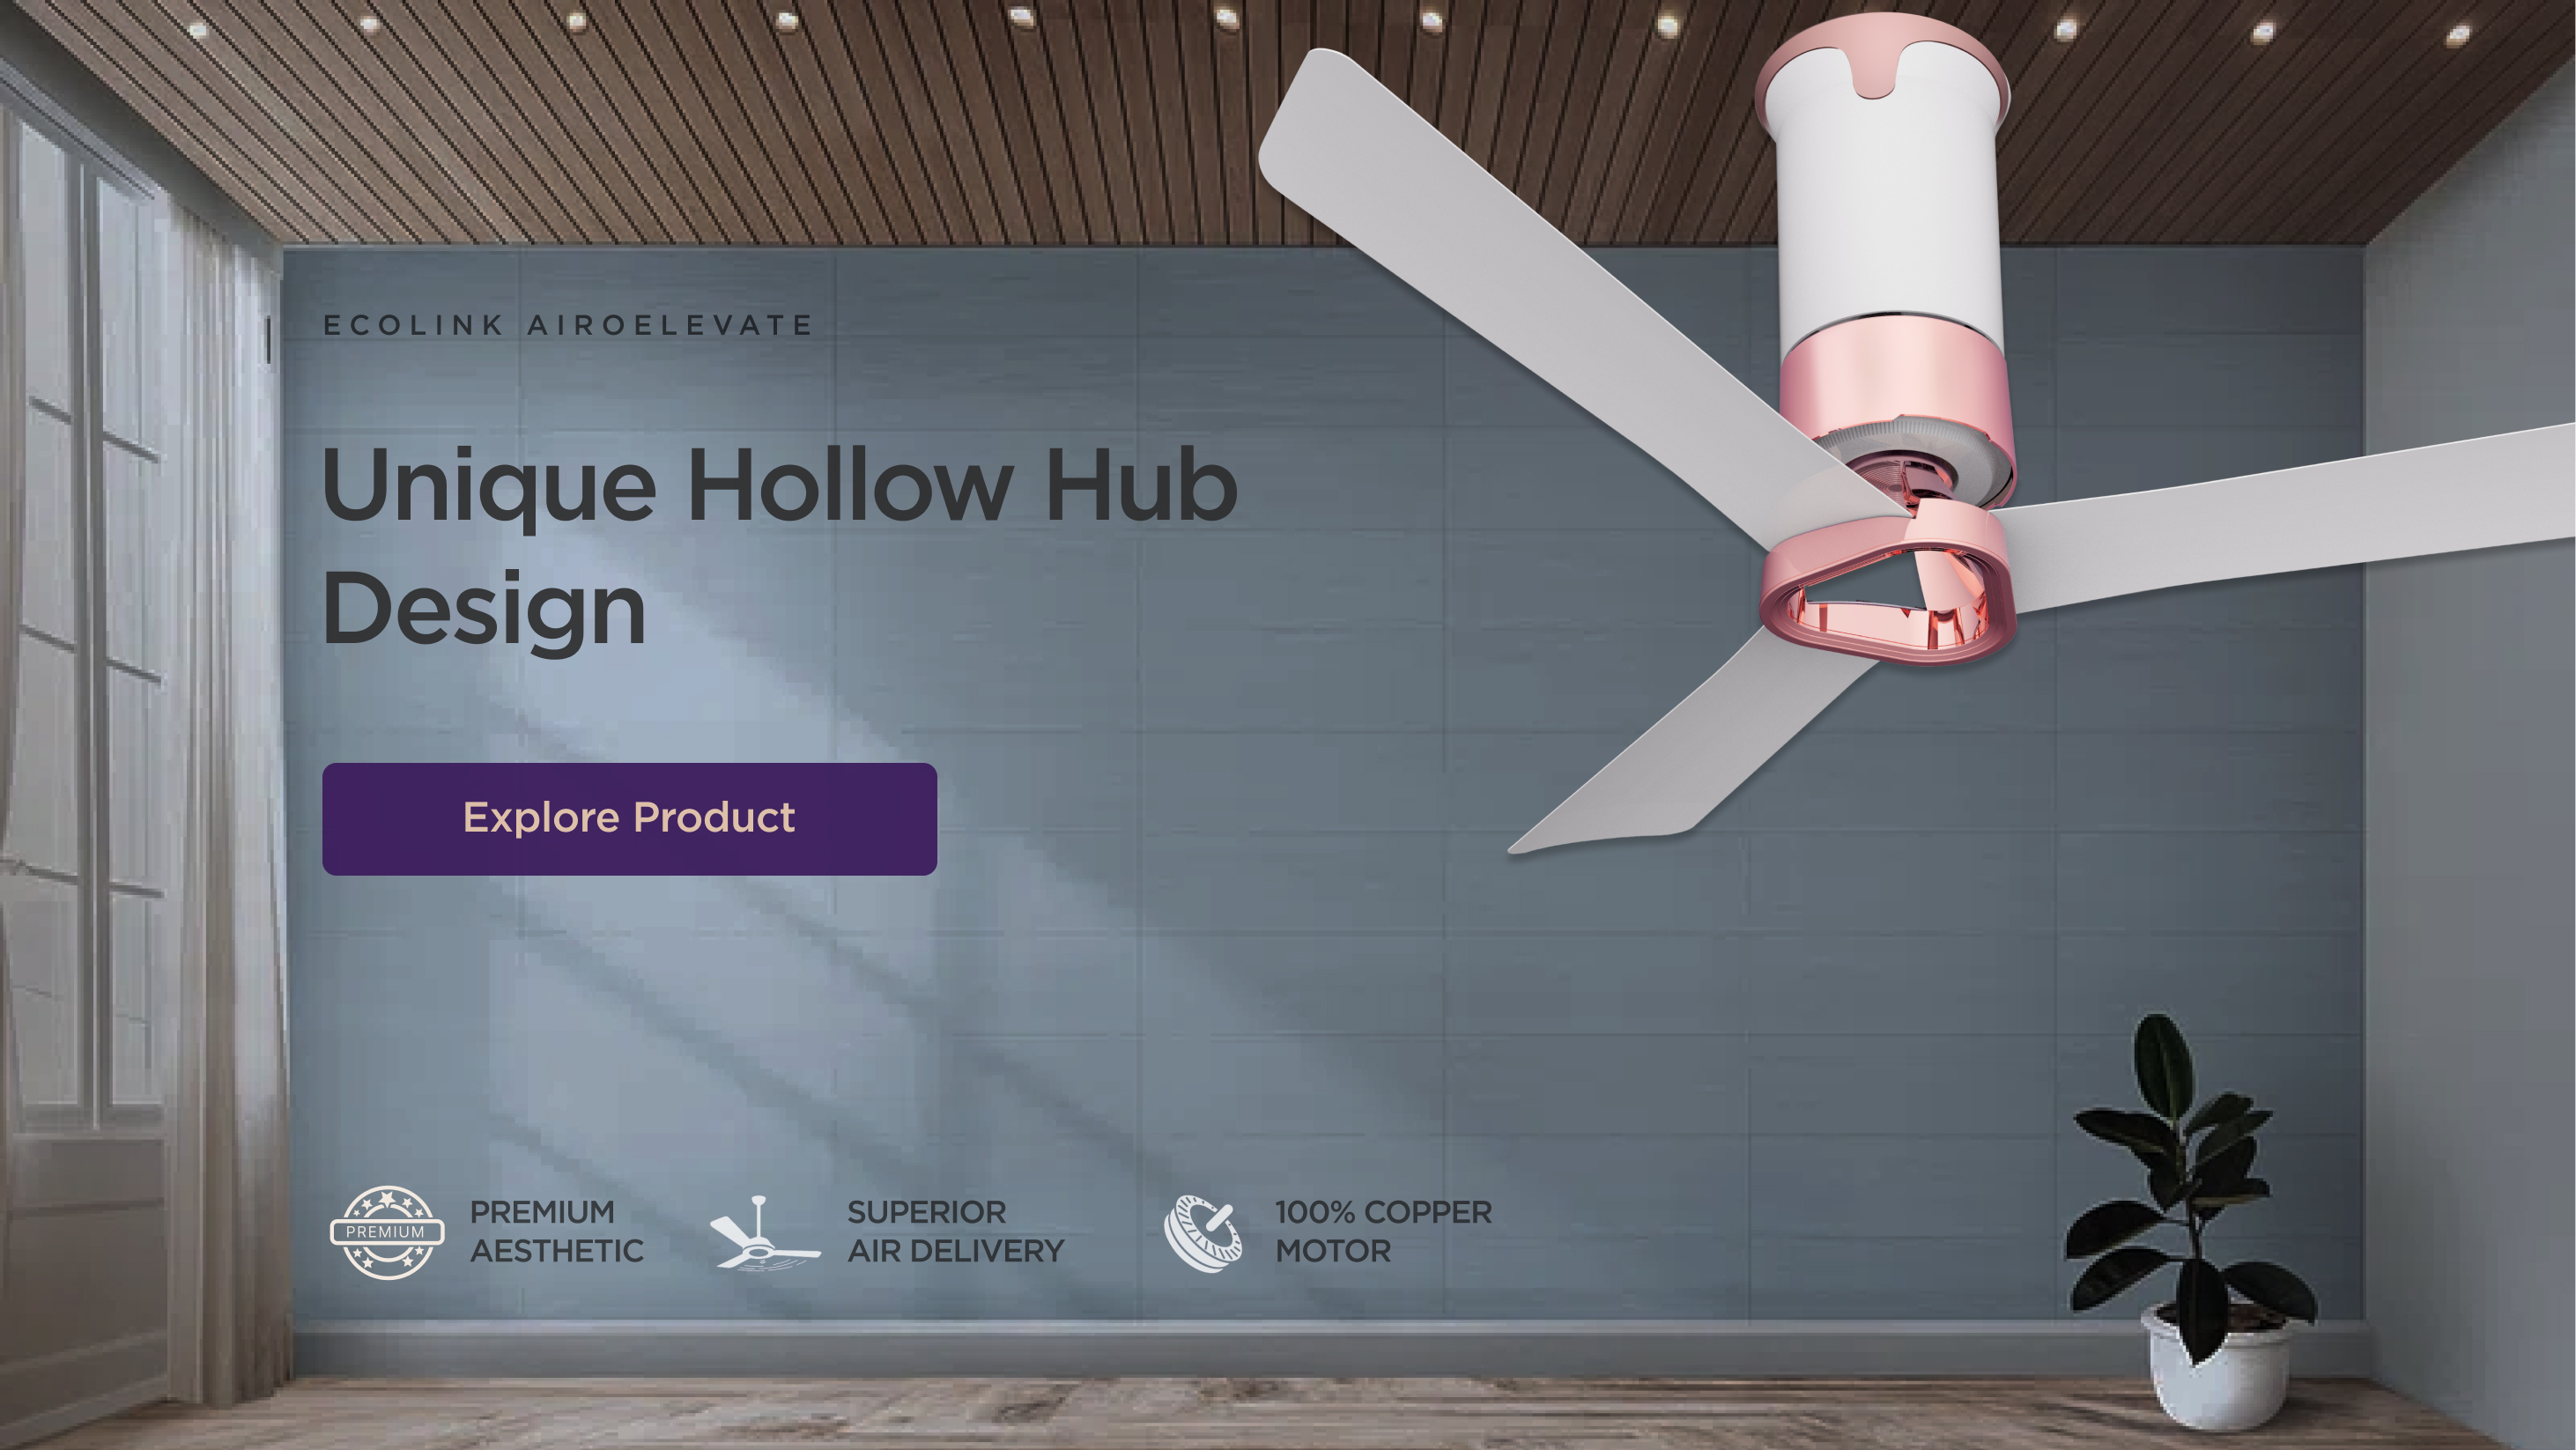 ECOLINK AIROELEVATE
Unique Hollow Hub
Design
Explore Product
PREMIUM
PREMIUM
AESTHETIC
SUPERIOR
AIR DELIVERY
100% COPPER
MOTOR